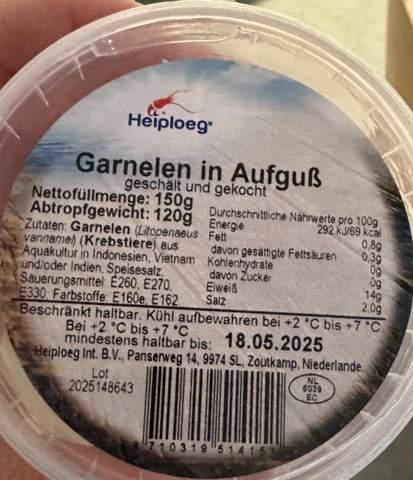 Heiploeg®
Garnelen in Aufguß
geschält und gekocht
Nettofüllmenge: 150g
Abtropfgewicht: 120g
Zutaten: Garnelen (Litopenaeus
vannamei) (Krebstiere) aus
Aquakultur in Indonesien, Vietnam
und/oder Indien, Speisesalz,
Säuerungsmittel: E260, E270,
E330, Farbstoffe: E160e, E162
Durchschnittliche Nährwerte pro 100g
Energie 292 kJ/69 kcal
Fett 0,8g
davon gesättigte Fettsäuren 0,3g
Kohlenhydrate 0g
davon Zucker 0g
Eiweiß 14g
Salz 2,0g
Beschränkt haltbar. Kühl aufbewahren bei +2 °C bis +7 °C.
Bei +2 °C bis +7 °C
mindestens haltbar bis: 18.05.2025
Heiploeg Int. B.V., Panserweg 14, 9974 SL, Zoutkamp, Niederlande.
Lot
2025148643
NL
6039
EC
8 710319 514151